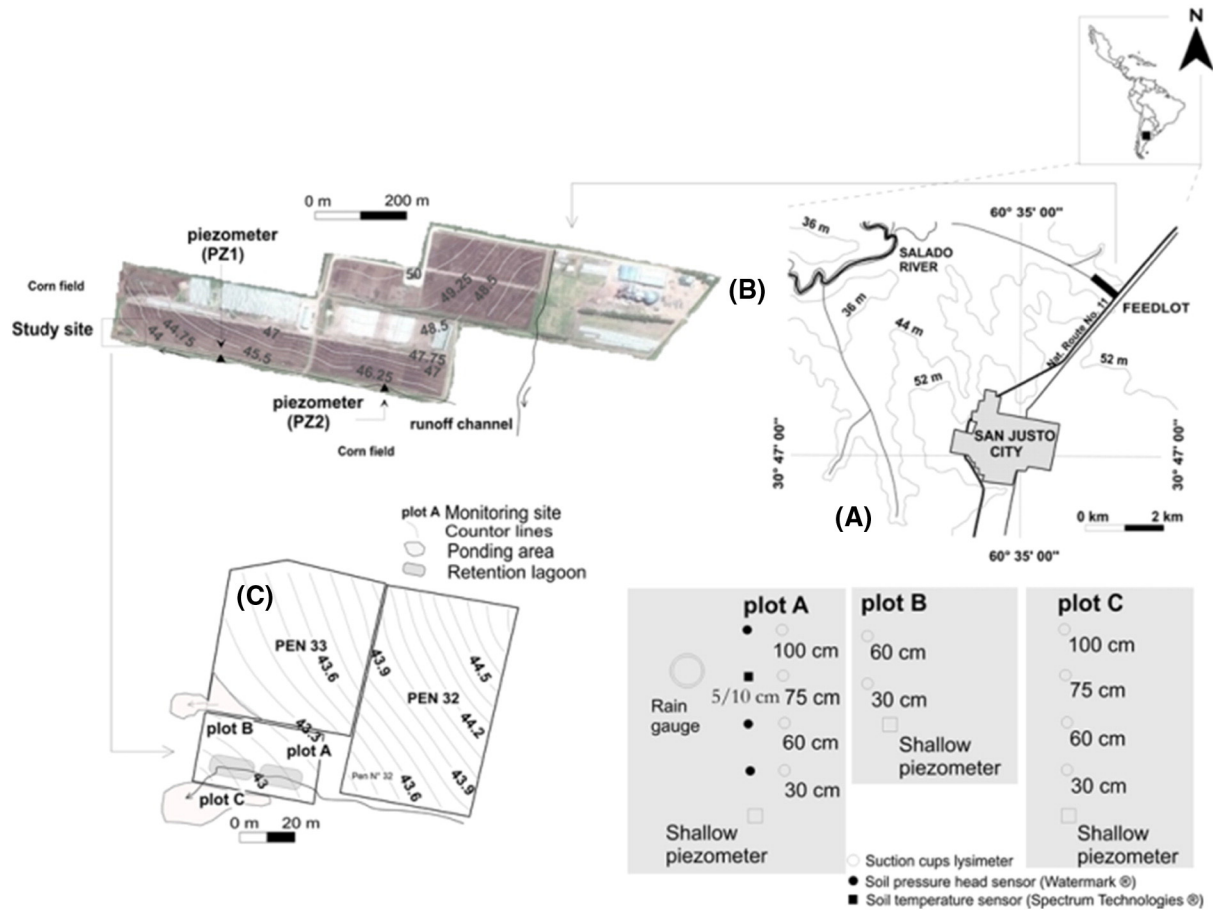 N
0 m 200 m
piezometer
(PZ1)
Corn field
Study site
50
49.25
48.5
44
44.75
47
45.5
48.5
47.75
47
46.25
piezometer
(PZ2)
runoff channel
Corn field
(B)
60° 35' 00"
36 m
SALADO
RIVER
36 m
44 m
52 m
Nat. Route No. 11
FEEDLOT
52 m
SAN JUSTO
CITY
30° 47' 00"
30° 47' 00"
(A)
0 km 2 km
60° 35' 00"
plot A Monitoring site
Countor lines
Ponding area
Retention lagoon
(C)
PEN 33
43.6
43.9
PEN 32
44.5
44.2
43.9
43.6
Pen N° 32
43.3
plot B
plot A
43
plot C
0 m 20 m
plot A
100 cm
5/10 cm 75 cm
Rain
gauge
60 cm
30 cm
Shallow
piezometer
plot B
60 cm
30 cm
Shallow
piezometer
plot C
100 cm
75 cm
60 cm
30 cm
Shallow
piezometer
Suction cups lysimeter
Soil pressure head sensor (Watermark ®)
Soil temperature sensor (Spectrum Technologies ®)